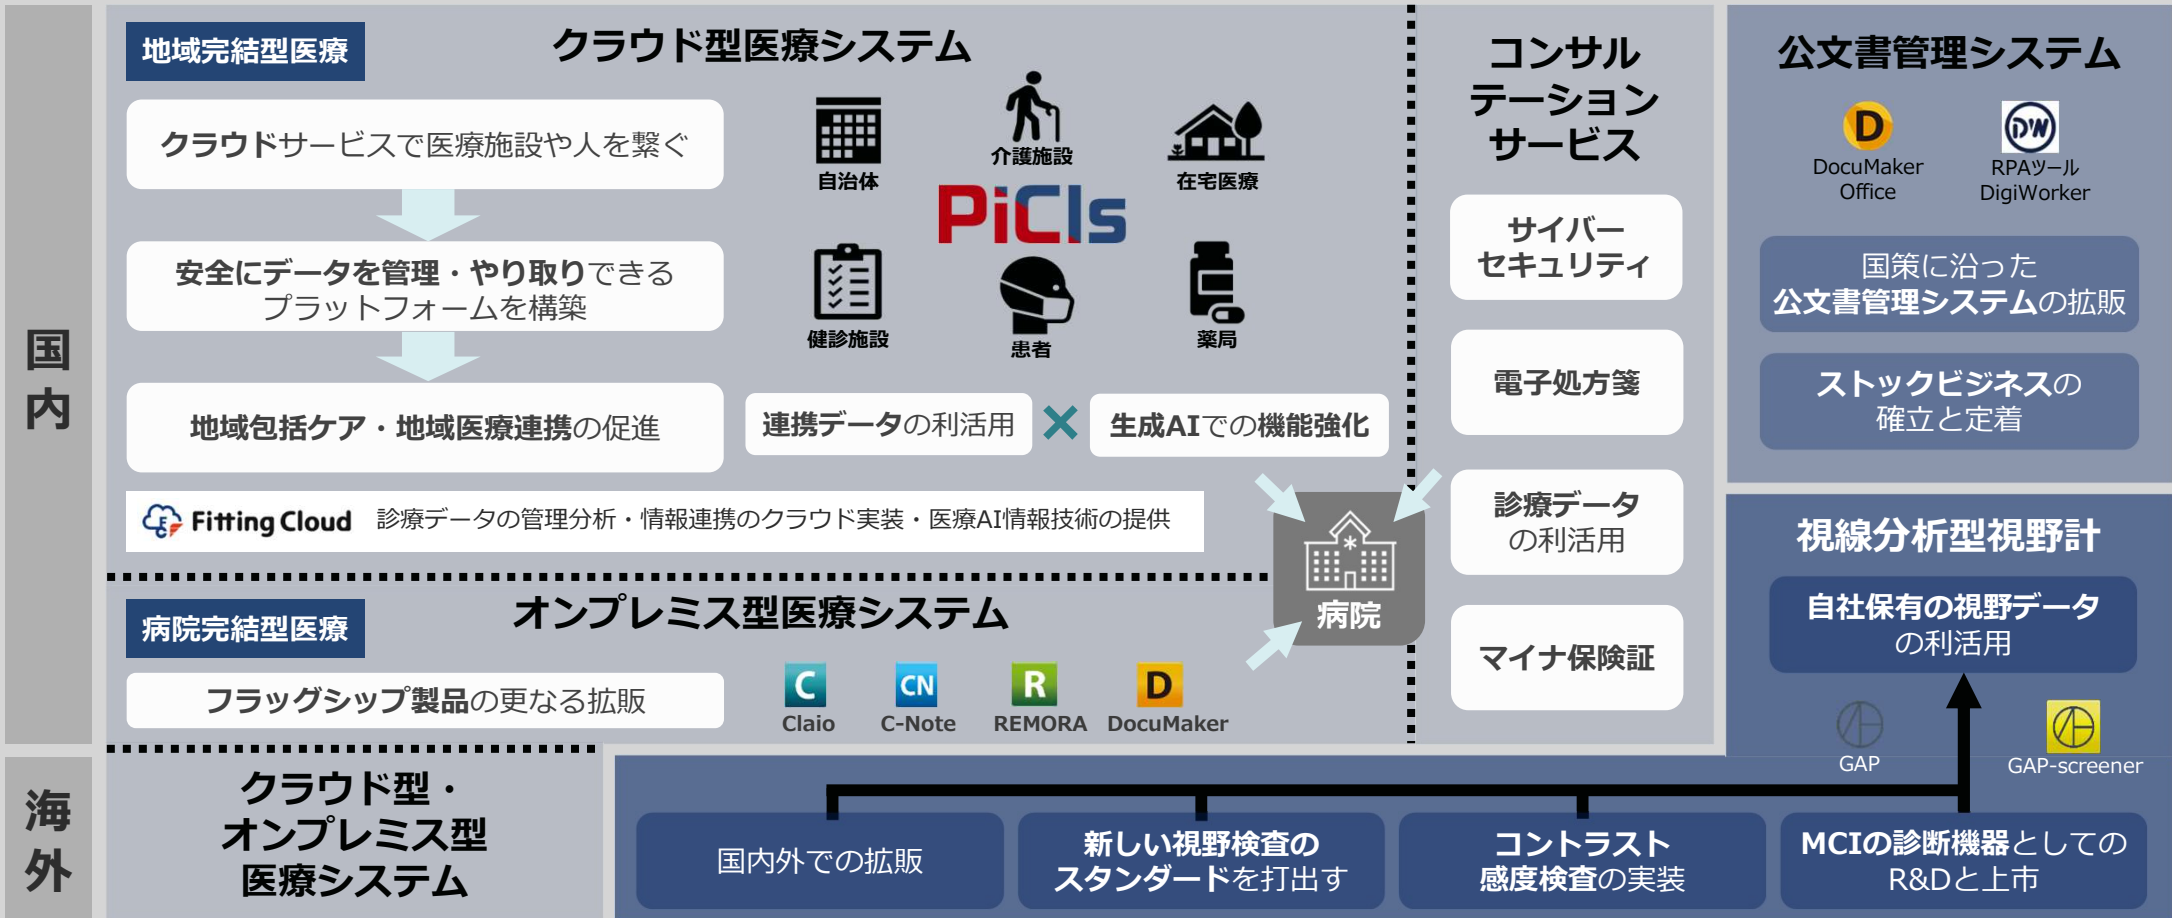 国内
地域完結型医療
クラウド型医療システム
クラウドサービスで医療施設や人を繋ぐ
安全にデータを管理・やり取りできる
プラットフォームを構築
地域包括ケア・地域医療連携の促進
自治体
介護施設
在宅医療
PiCls
健診施設
患者
薬局
連携データの利活用
生成AIでの機能強化
Fitting Cloud
診療データの管理分析・情報連携のクラウド実装・医療AI情報技術の提供
病院
病院完結型医療
オンプレミス型医療システム
フラッグシップ製品の更なる拡販
C
Claio
CN
C-Note
R
REMORA
D
DocuMaker
コンサル
テーション
サービス
サイバー
セキュリティ
電子処方箋
診療データ
の利活用
マイナ保険証
公文書管理システム
D
DocuMaker
Office
RPAツール
DigiWorker
国策に沿った
公文書管理システムの拡販
ストックビジネスの
確立と定着
視線分析型視野計
自社保有の視野データ
の利活用
GAP
GAP-screener
海外
クラウド型・
オンプレミス型
医療システム
国内外での拡販
新しい視野検査の
スタンダードを打出す
コントラスト
感度検査の実装
MCIの診断機器としての
R&Dと上市